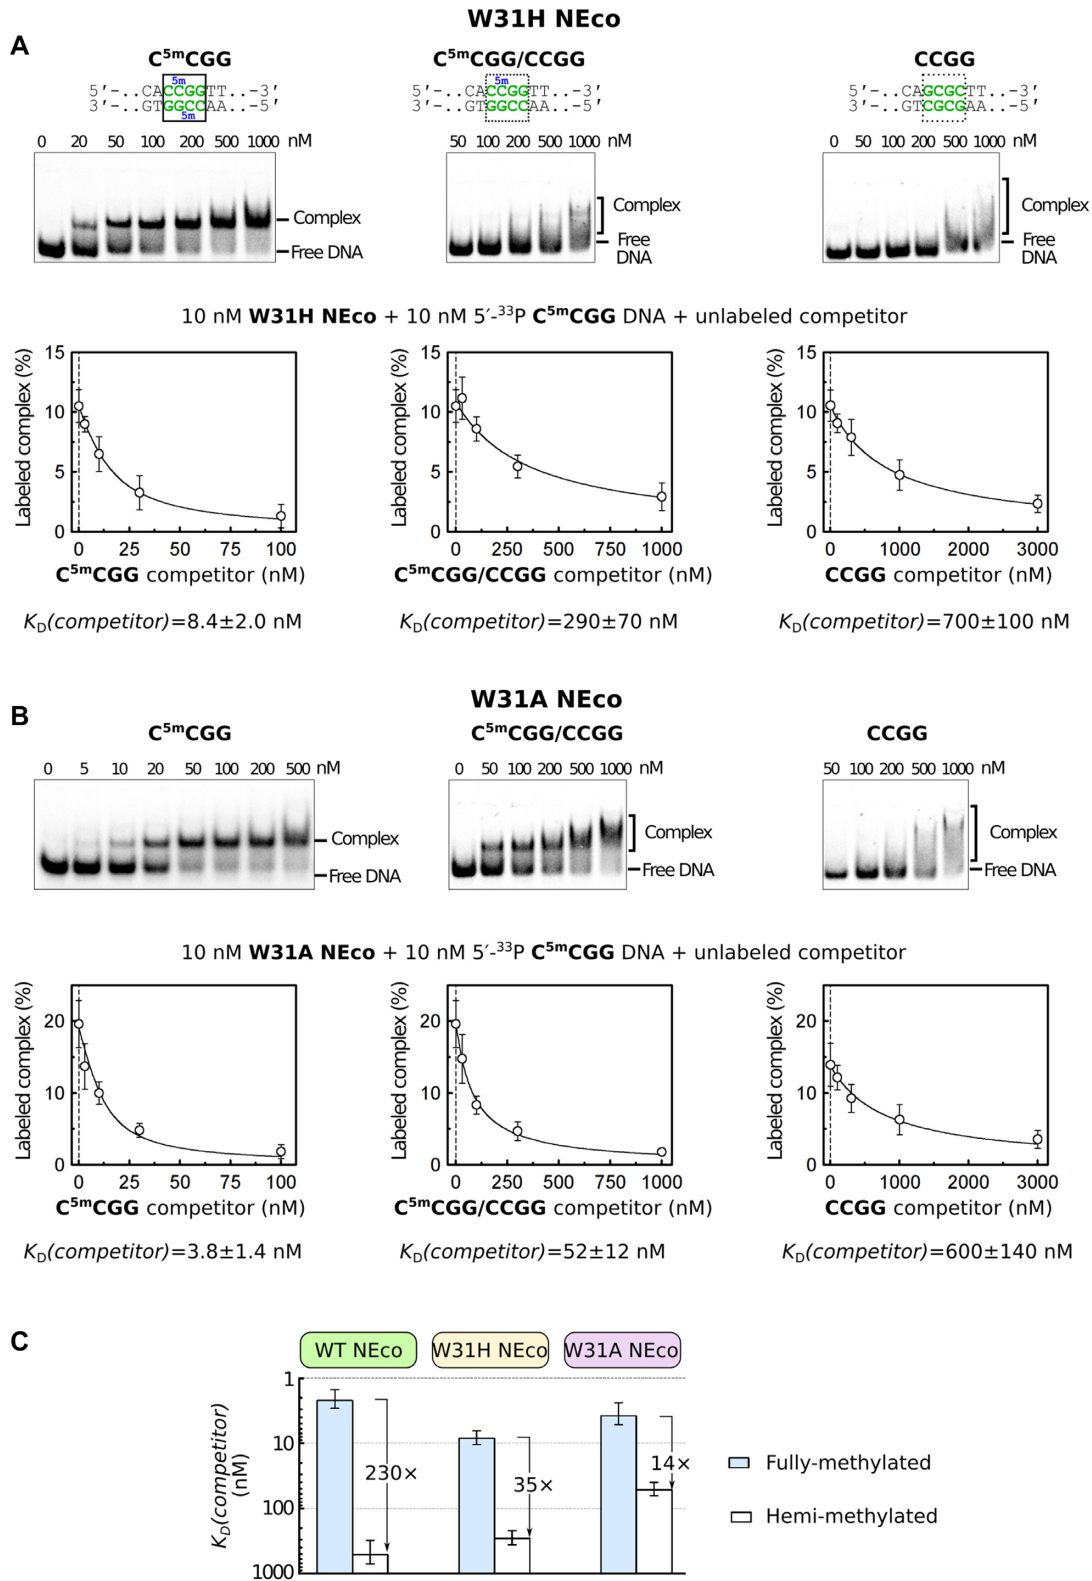 W31H NEco
A
C5mCGG
C5mCGG/CCGG
CCGG
5m
5m
5′-..CACCGGTT..-3′
5′-..CACCGGTT..-3′
5′-..CAGCGCTT..-3′
3′-..GTGGCCAA..-5′
3′-..GTGGCCAA..-5′
3′-..GTCGCGAA..-5′
5m
0 20 50 100 200 500 1000 nM
50 100 200 500 1000 nM
0 50 100 200 500 1000 nM
Complex
Free DNA
Complex
Free
DNA
Complex
Free
DNA
10 nM W31H NEco + 10 nM 5′-33P C5mCGG DNA + unlabeled competitor
Labeled complex (%)
15
10
5
0
0 25 50 75 100
C5mCGG competitor (nM)
KD(competitor)=8.4±2.0 nM
Labeled complex (%)
15
10
5
0
0 250 500 750 1000
C5mCGG/CCGG competitor (nM)
KD(competitor)=290±70 nM
Labeled complex (%)
15
10
5
0
0 1000 2000 3000
CCGG competitor (nM)
KD(competitor)=700±100 nM
W31A NEco
B
C5mCGG
C5mCGG/CCGG
CCGG
0 5 10 20 50 100 200 500 nM
0 50 100 200 500 1000 nM
50 100 200 500 1000 nM
Complex
Free DNA
Complex
Free DNA
Complex
Free DNA
10 nM W31A NEco + 10 nM 5′-33P C5mCGG DNA + unlabeled competitor
Labeled complex (%)
20
10
0
0 25 50 75 100
C5mCGG competitor (nM)
KD(competitor)=3.8±1.4 nM
Labeled complex (%)
20
10
0
0 250 500 750 1000
C5mCGG/CCGG competitor (nM)
KD(competitor)=52±12 nM
Labeled complex (%)
20
10
0
0 1000 2000 3000
CCGG competitor (nM)
KD(competitor)=600±140 nM
C
WT NEco
W31H NEco
W31A NEco
KD(competitor)
(nM)
1
10
100
1000
230×
35×
14×
Fully-methylated
Hemi-methylated